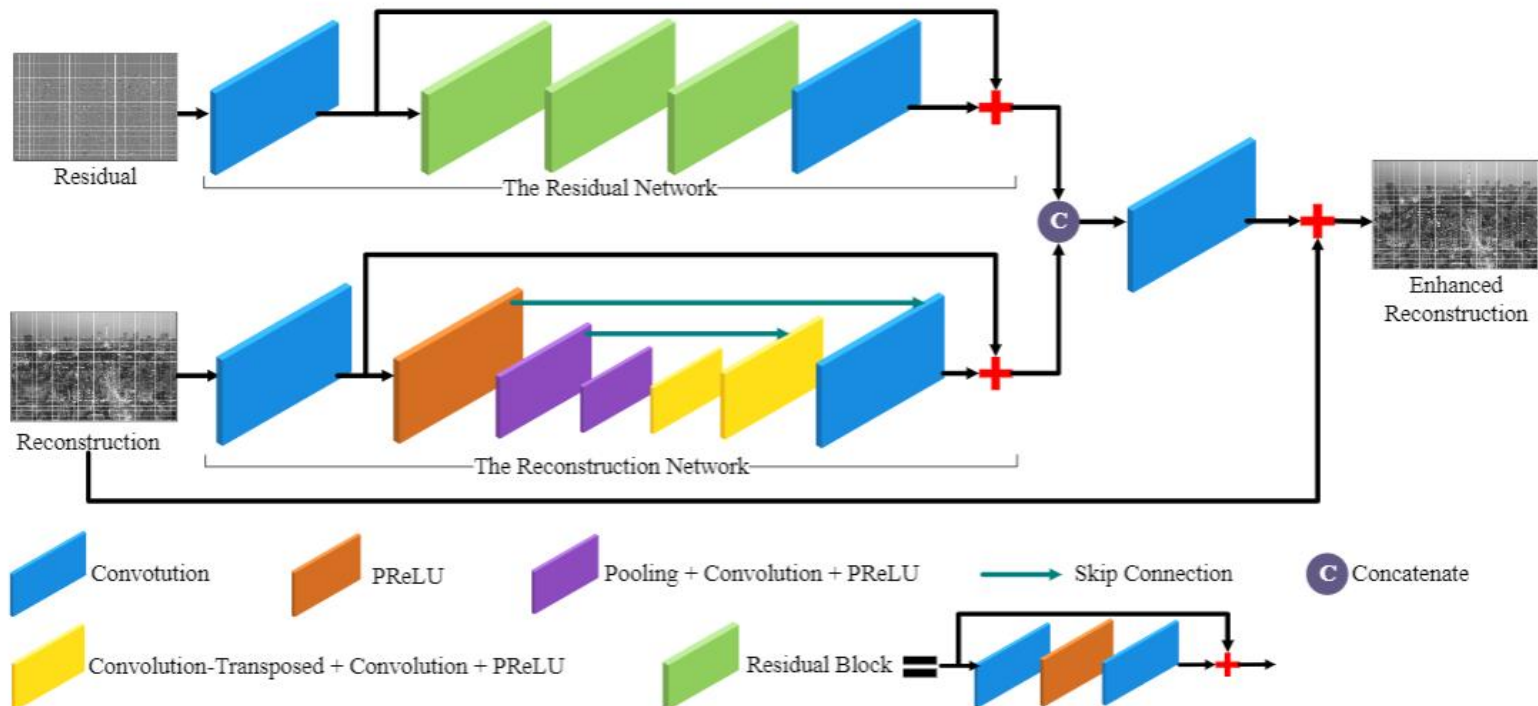 Residual
The Residual Network
C
Enhanced
Reconstruction
Reconstruction
The Reconstruction Network
Convotution
PReLU
Pooling + Convolution + PReLU
Skip Connection
C
Concatenate
Convolution-Transposed + Convolution + PReLU
Residual Block